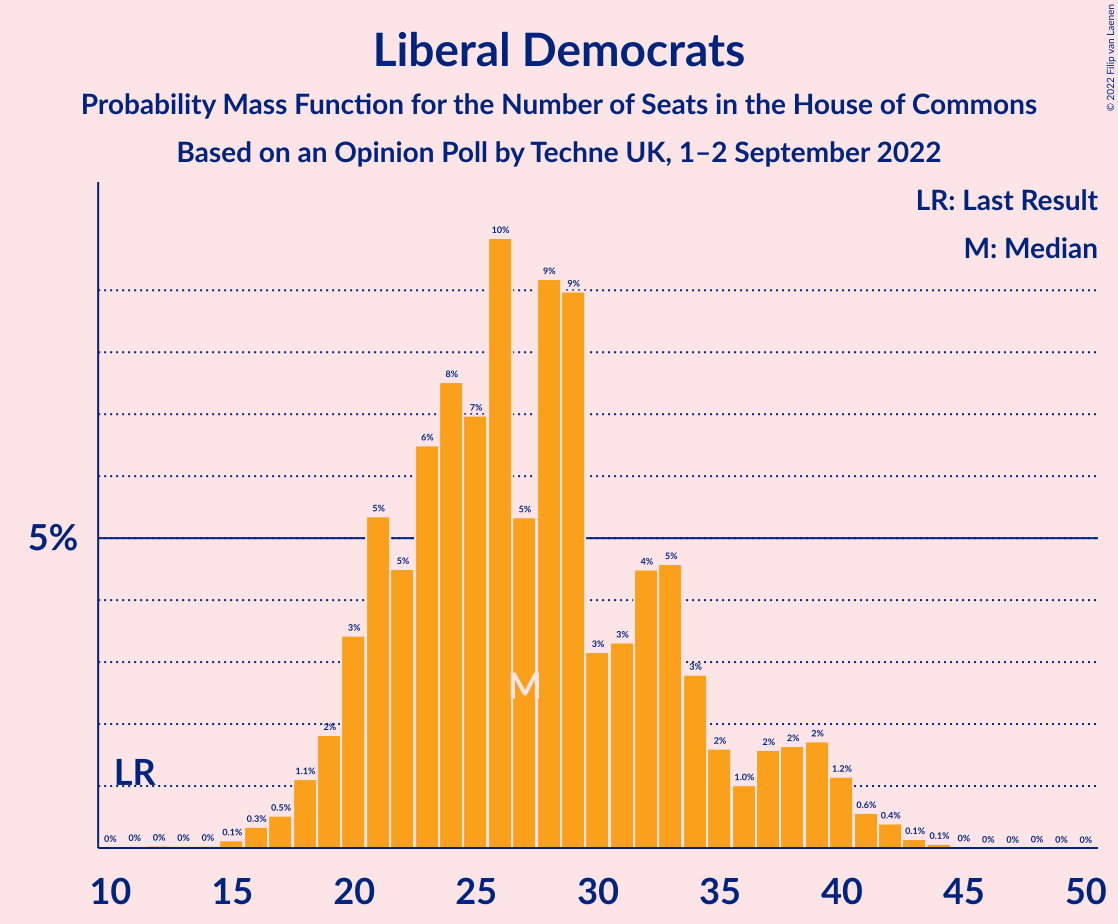 Liberal Democrats
Probability Mass Function for the Number of Seats in the House of Commons
Based on an Opinion Poll by Techne UK, 1–2 September 2022
© 2022 Filip van Laenen
LR: Last Result
M: Median
5%
LR
M
0% 0% 0% 0% 0% 0.1% 0.3% 0.5% 1.1% 2% 3% 5% 5% 6% 8% 7% 10% 5% 9% 9% 3% 3% 4% 5% 3% 2% 1.0% 2% 2% 2% 1.2% 0.6% 0.4% 0.1% 0.1% 0% 0% 0% 0% 0% 0%
10 15 20 25 30 35 40 45 50